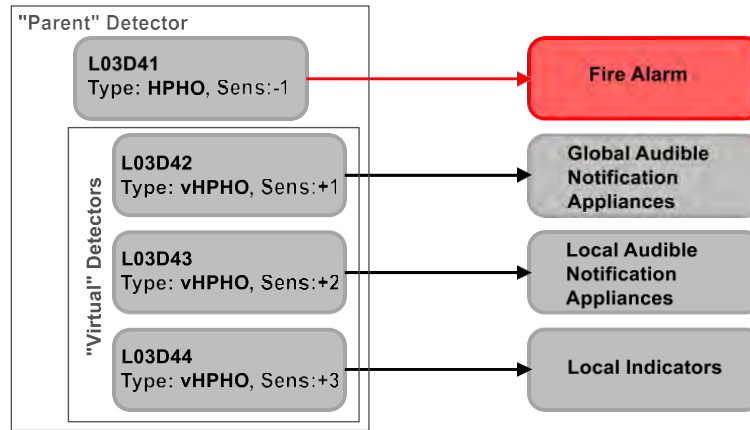 "Parent" Detector
L03D41
Type: HPHO, Sens:-1
Fire Alarm
"Virtual" Detectors
L03D42
Type: vHPHO, Sens:+1
Global Audible
Notification
Appliances
L03D43
Type: vHPHO, Sens:+2
Local Audible
Notification
Appliances
L03D44
Type: vHPHO, Sens:+3
Local Indicators